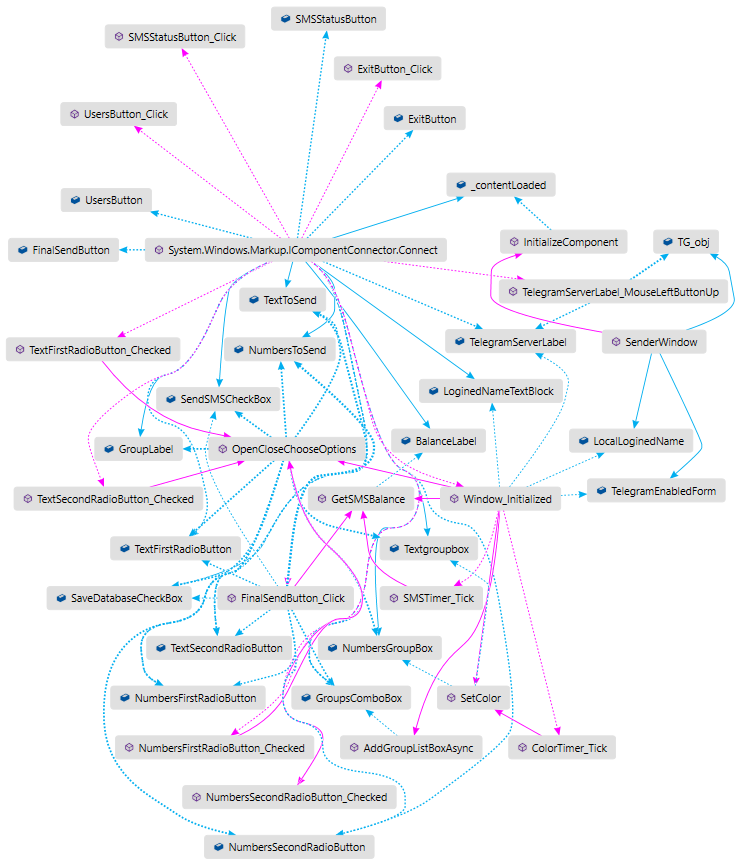 SMSStatusButton
SMSStatusButton_Click
ExitButton_Click
UsersButton_Click
ExitButton
_contentLoaded
UsersButton
InitializeComponent
TG_obj
FinalSendButton
System.Windows.Markup.IComponentConnector.Connect
TelegramServerLabel_MouseLeftButtonUp
TextToSend
TextFirstRadioButton_Checked
NumbersToSend
TelegramServerLabel
SenderWindow
SendSMSCheckBox
LoginedNameTextBlock
GroupLabel
OpenCloseChooseOptions
BalanceLabel
LocalLoginedName
TextSecondRadioButton_Checked
GetSMSBalance
Window_Initialized
TelegramEnabledForm
TextFirstRadioButton
Textgroupbox
SaveDatabaseCheckBox
FinalSendButton_Click
SMSTimer_Tick
TextSecondRadioButton
NumbersGroupBox
NumbersFirstRadioButton
GroupsComboBox
SetColor
NumbersFirstRadioButton_Checked
AddGroupListBoxAsync
ColorTimer_Tick
NumbersSecondRadioButton_Checked
NumbersSecondRadioButton